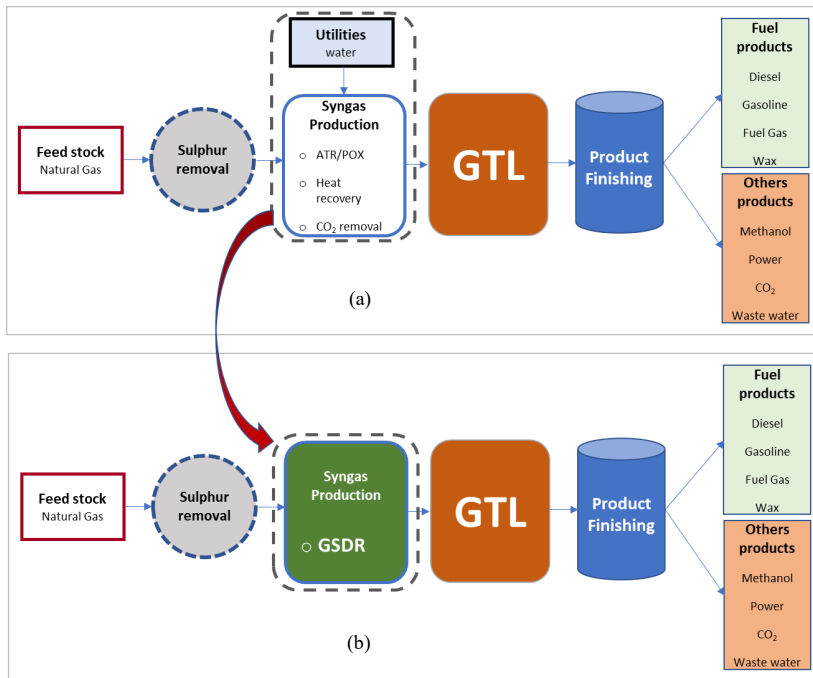 Utilities
water
Feed stock
Natural Gas
Sulphur
removal
Syngas
Production
○ ATR/POX
○ Heat
recovery
○ CO₂ removal
GTL
Product
Finishing
Fuel
products
Diesel
Gasoline
Fuel Gas
Wax
Others
products
Methanol
Power
CO₂
Waste water
(a)
Feed stock
Natural Gas
Sulphur
removal
Syngas
Production
○ GSDR
GTL
Product
Finishing
Fuel
products
Diesel
Gasoline
Fuel Gas
Wax
Others
products
Methanol
Power
CO₂
Waste water
(b)